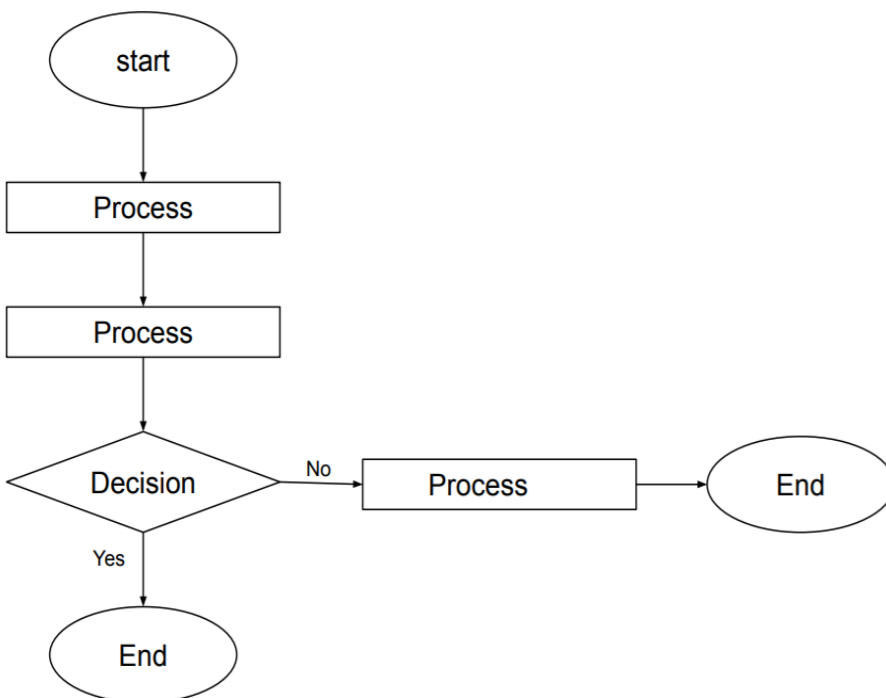 start
Process
Process
Decision
No
Process
End
Yes
End